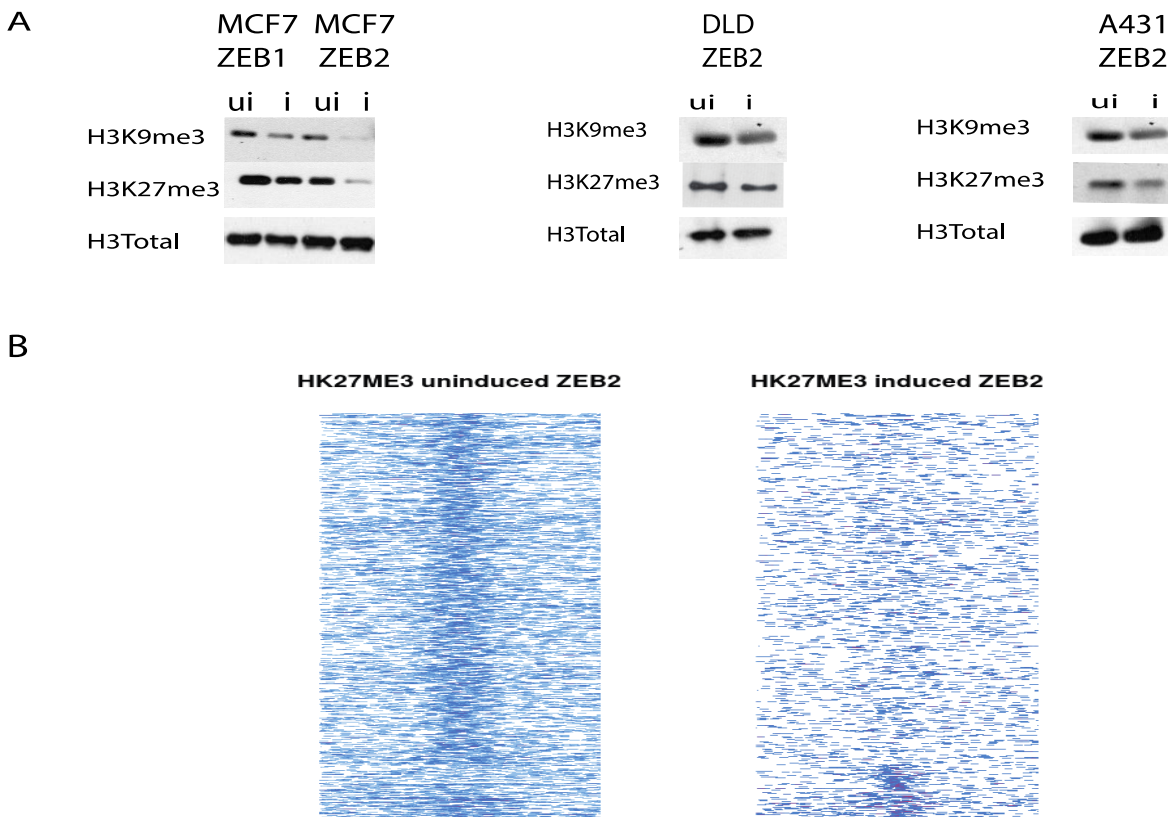 A
MCF7 MCF7
ZEB1 ZEB2
ui i ui i
H3K9me3
H3K27me3
H3Total
DLD
ZEB2
ui i
H3K9me3
H3K27me3
H3Total
A431
ZEB2
ui i
H3K9me3
H3K27me3
H3Total
B
HK27ME3 uninduced ZEB2
HK27ME3 induced ZEB2